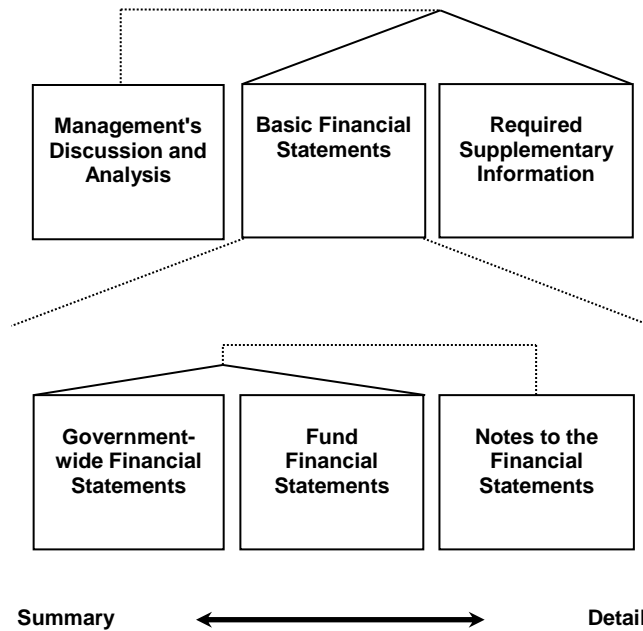 Management's
Discussion and
Analysis
Basic Financial
Statements
Required
Supplementary
Information
Government-
wide Financial
Statements
Fund
Financial
Statements
Notes to the
Financial
Statements
Summary
Detail